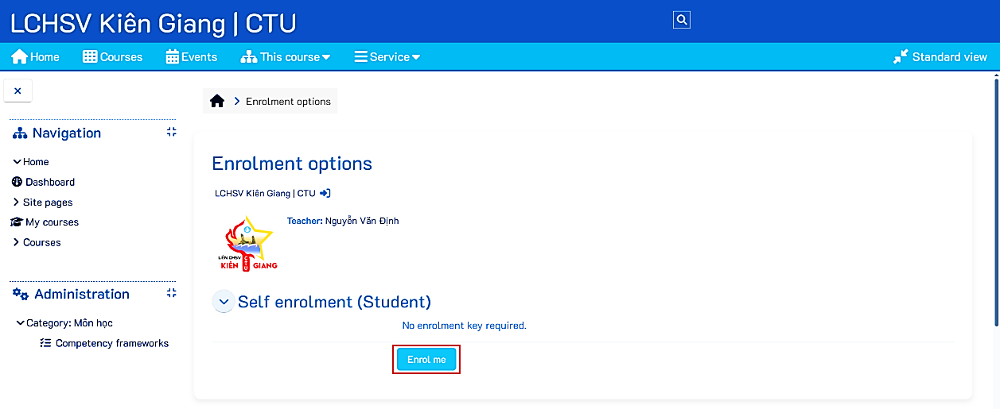 LCHSV Kiên Giang | CTU
Home Courses Events This course Service Standard view
Enrolment options
Navigation
Home
Dashboard
Site pages
My courses
Courses
Administration
Category: Môn học
Competency frameworks
Enrolment options
LCHSV Kiên Giang | CTU
LIÊN CHSV
KIÊN GIANG
CTU
Teacher: Nguyễn Văn Định
Self enrolment (Student)
No enrolment key required.
Enrol me